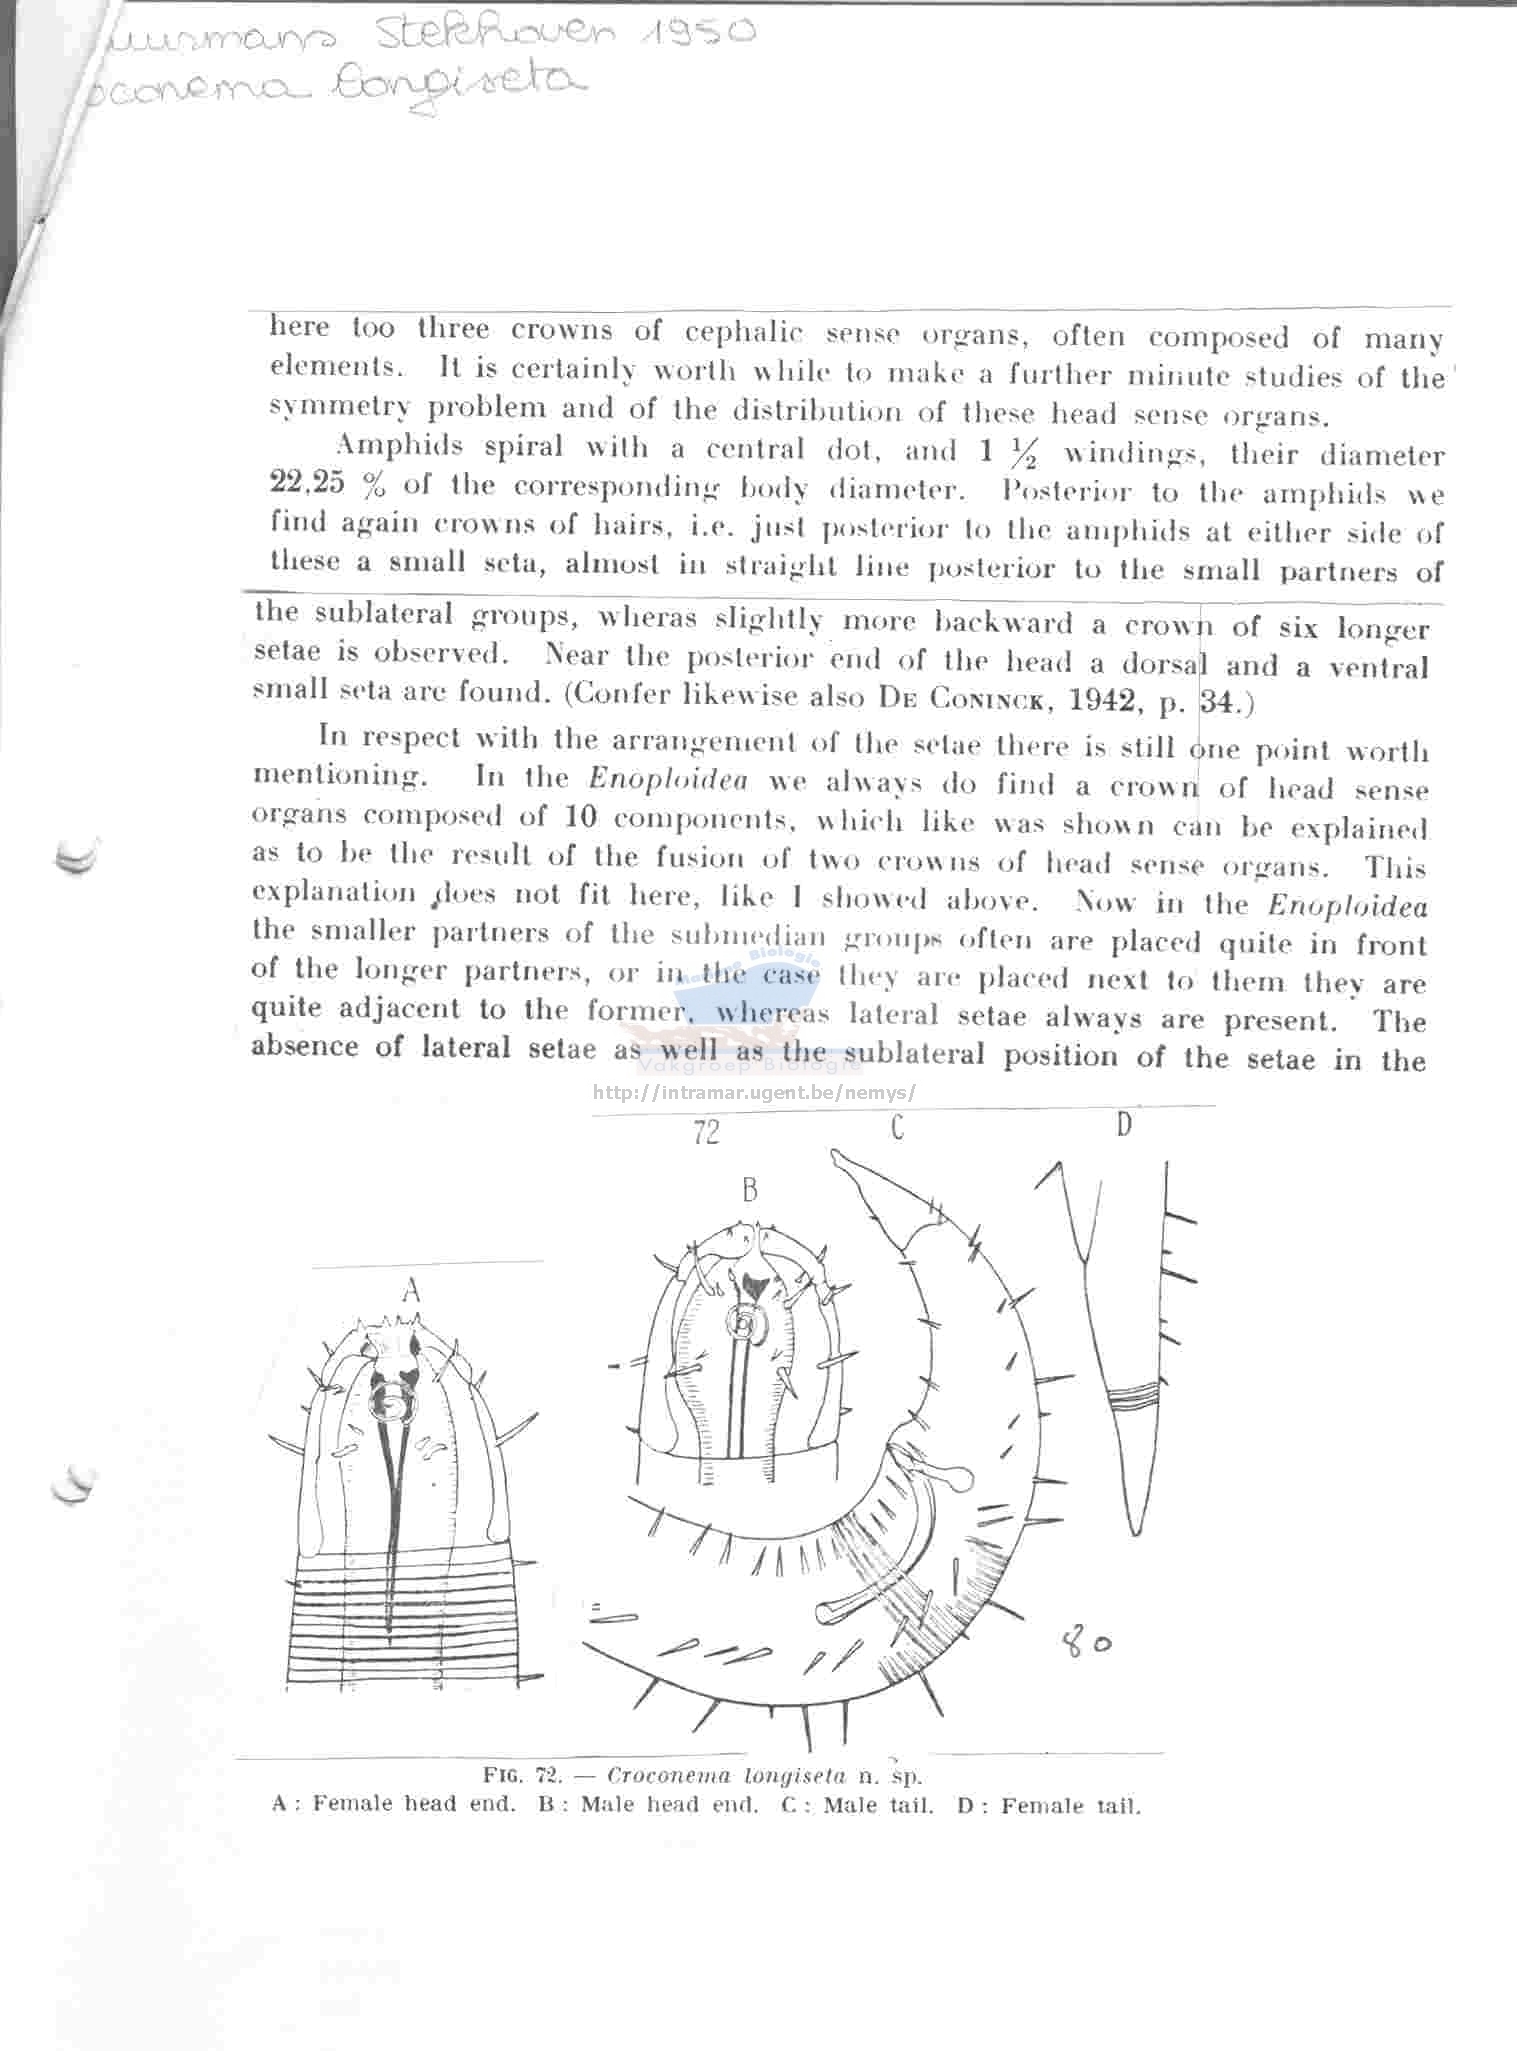 uurmans Stekhoven 1950
oconema longiseta
here too three crowns of cephalic sense organs, often composed of many
elements. It is certainly worth while to make a further minute studies of the
symmetry problem and of the distribution of these head sense organs.
Amphids spiral with a central dot, and 1 ½ windings, their diameter
22,25 % of the corresponding body diameter. Posterior to the amphids we
find again crowns of hairs, i.e. just posterior to the amphids at either side of
these a small seta, almost in straight line posterior to the small partners of
the sublateral groups, wheras slightly more backward a crown of six longer
setae is observed. Near the posterior end of the head a dorsal and a ventral
small seta are found. (Confer likewise also DE CONINCK, 1942, p. 34.)
In respect with the arrangement of the setae there is still one point worth
mentioning. In the Enoploidea we always do find a crown of head sense
organs composed of 10 components, which like was shown can be explained
as to be the result of the fusion of two crowns of head sense organs. This
explanation does not fit here, like I showed above. Now in the Enoploidea
the smaller partners of the submedian groups often are placed quite in front
of the longer partners, or in the case they are placed next to them they are
quite adjacent to the former, whereas lateral setae always are present. The
absence of lateral setae as well as the sublateral position of the setae in the
Mariene Biologie
Vakgroep Biologie
http://intramar.ugent.be/nemys/
72
C
D
B
A
80
FIG. 72. — Croconema longiseta n. sp.
A : Female head end. B : Male head end. C : Male tail. D : Female tail.